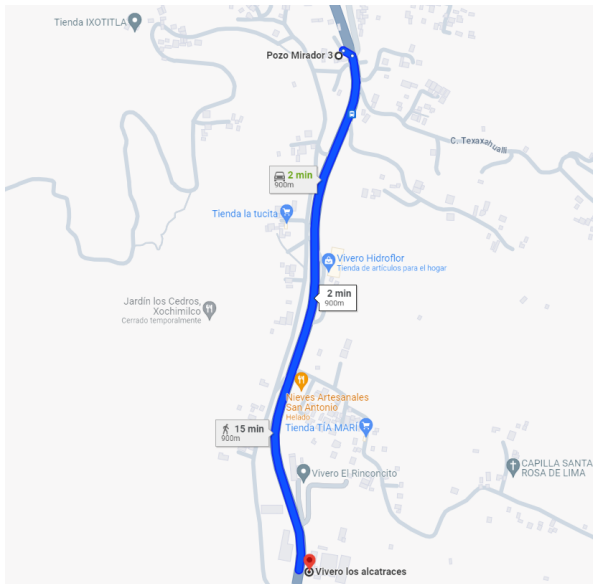 Tienda IXOTITLA
Pozo Mirador 3
C. Texaxahualli
2 min
900m
Tienda la tucita
Vivero Hidroflor
Tienda de artículos para el hogar
2 min
900m
Jardín los Cedros,
Xochimilco
Cerrado temporalmente
Nieves Artesanales
San Antonio
Helado
Tienda TÍA MARI
15 min
900m
Vivero El Rinconcito
CAPILLA SANTA
ROSA DE LIMA
Vivero los alcatraces